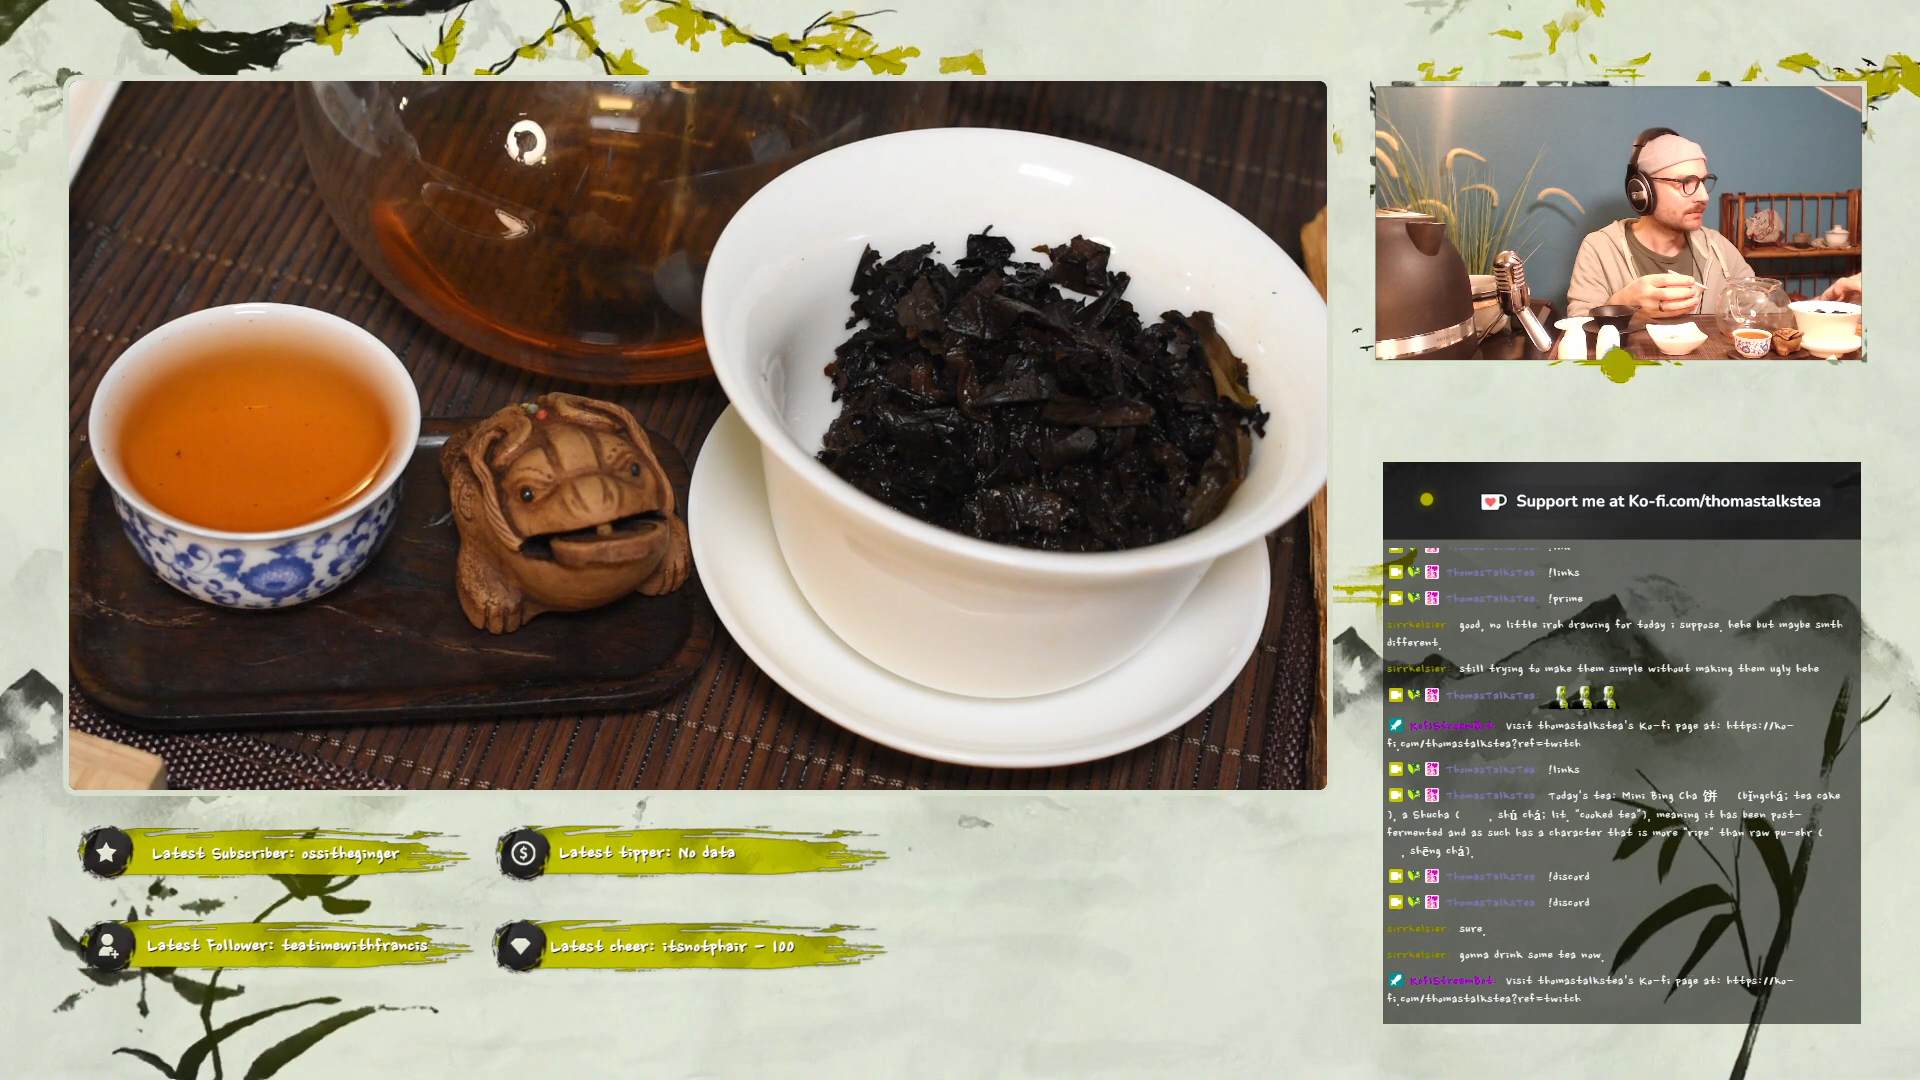 Support me at Ko-fi.com/thomastalkstea
ThomasTalksTea: !links
ThomasTalksTea: !prime
sirrkelsier: good, no little iroh drawing for today i suppose. hehe but maybe smth
different.
sirrkelsier: still trying to make them simple without making them ugly hehe
ThomasTalksTea:
KofiStreamBot: Visit thomastalkstea's Ko-fi page at: https://ko-
fi.com/thomastalkstea?ref=twitch
ThomasTalksTea: !links
ThomasTalksTea: Today's tea: Mini Bing Cha 饼 (bǐngchá; tea cake
), a Shucha ( , shú chá; lit. "cooked tea"), meaning it has been post-
fermented and as such has a character that is more "ripe" than raw pu-ehr (
, shēng chá).
ThomasTalksTea: !discord
ThomasTalksTea: !discord
sirrkelsier: sure.
sirrkelsier: gonna drink some tea now.
KofiStreamBot: Visit thomastalkstea's Ko-fi page at: https://ko-
fi.com/thomastalkstea?ref=twitch
Latest Subscriber: ossitheginger
Latest tipper: No data
Latest Follower: teatimewithfrancis
Latest cheer: itsnotphair - 100